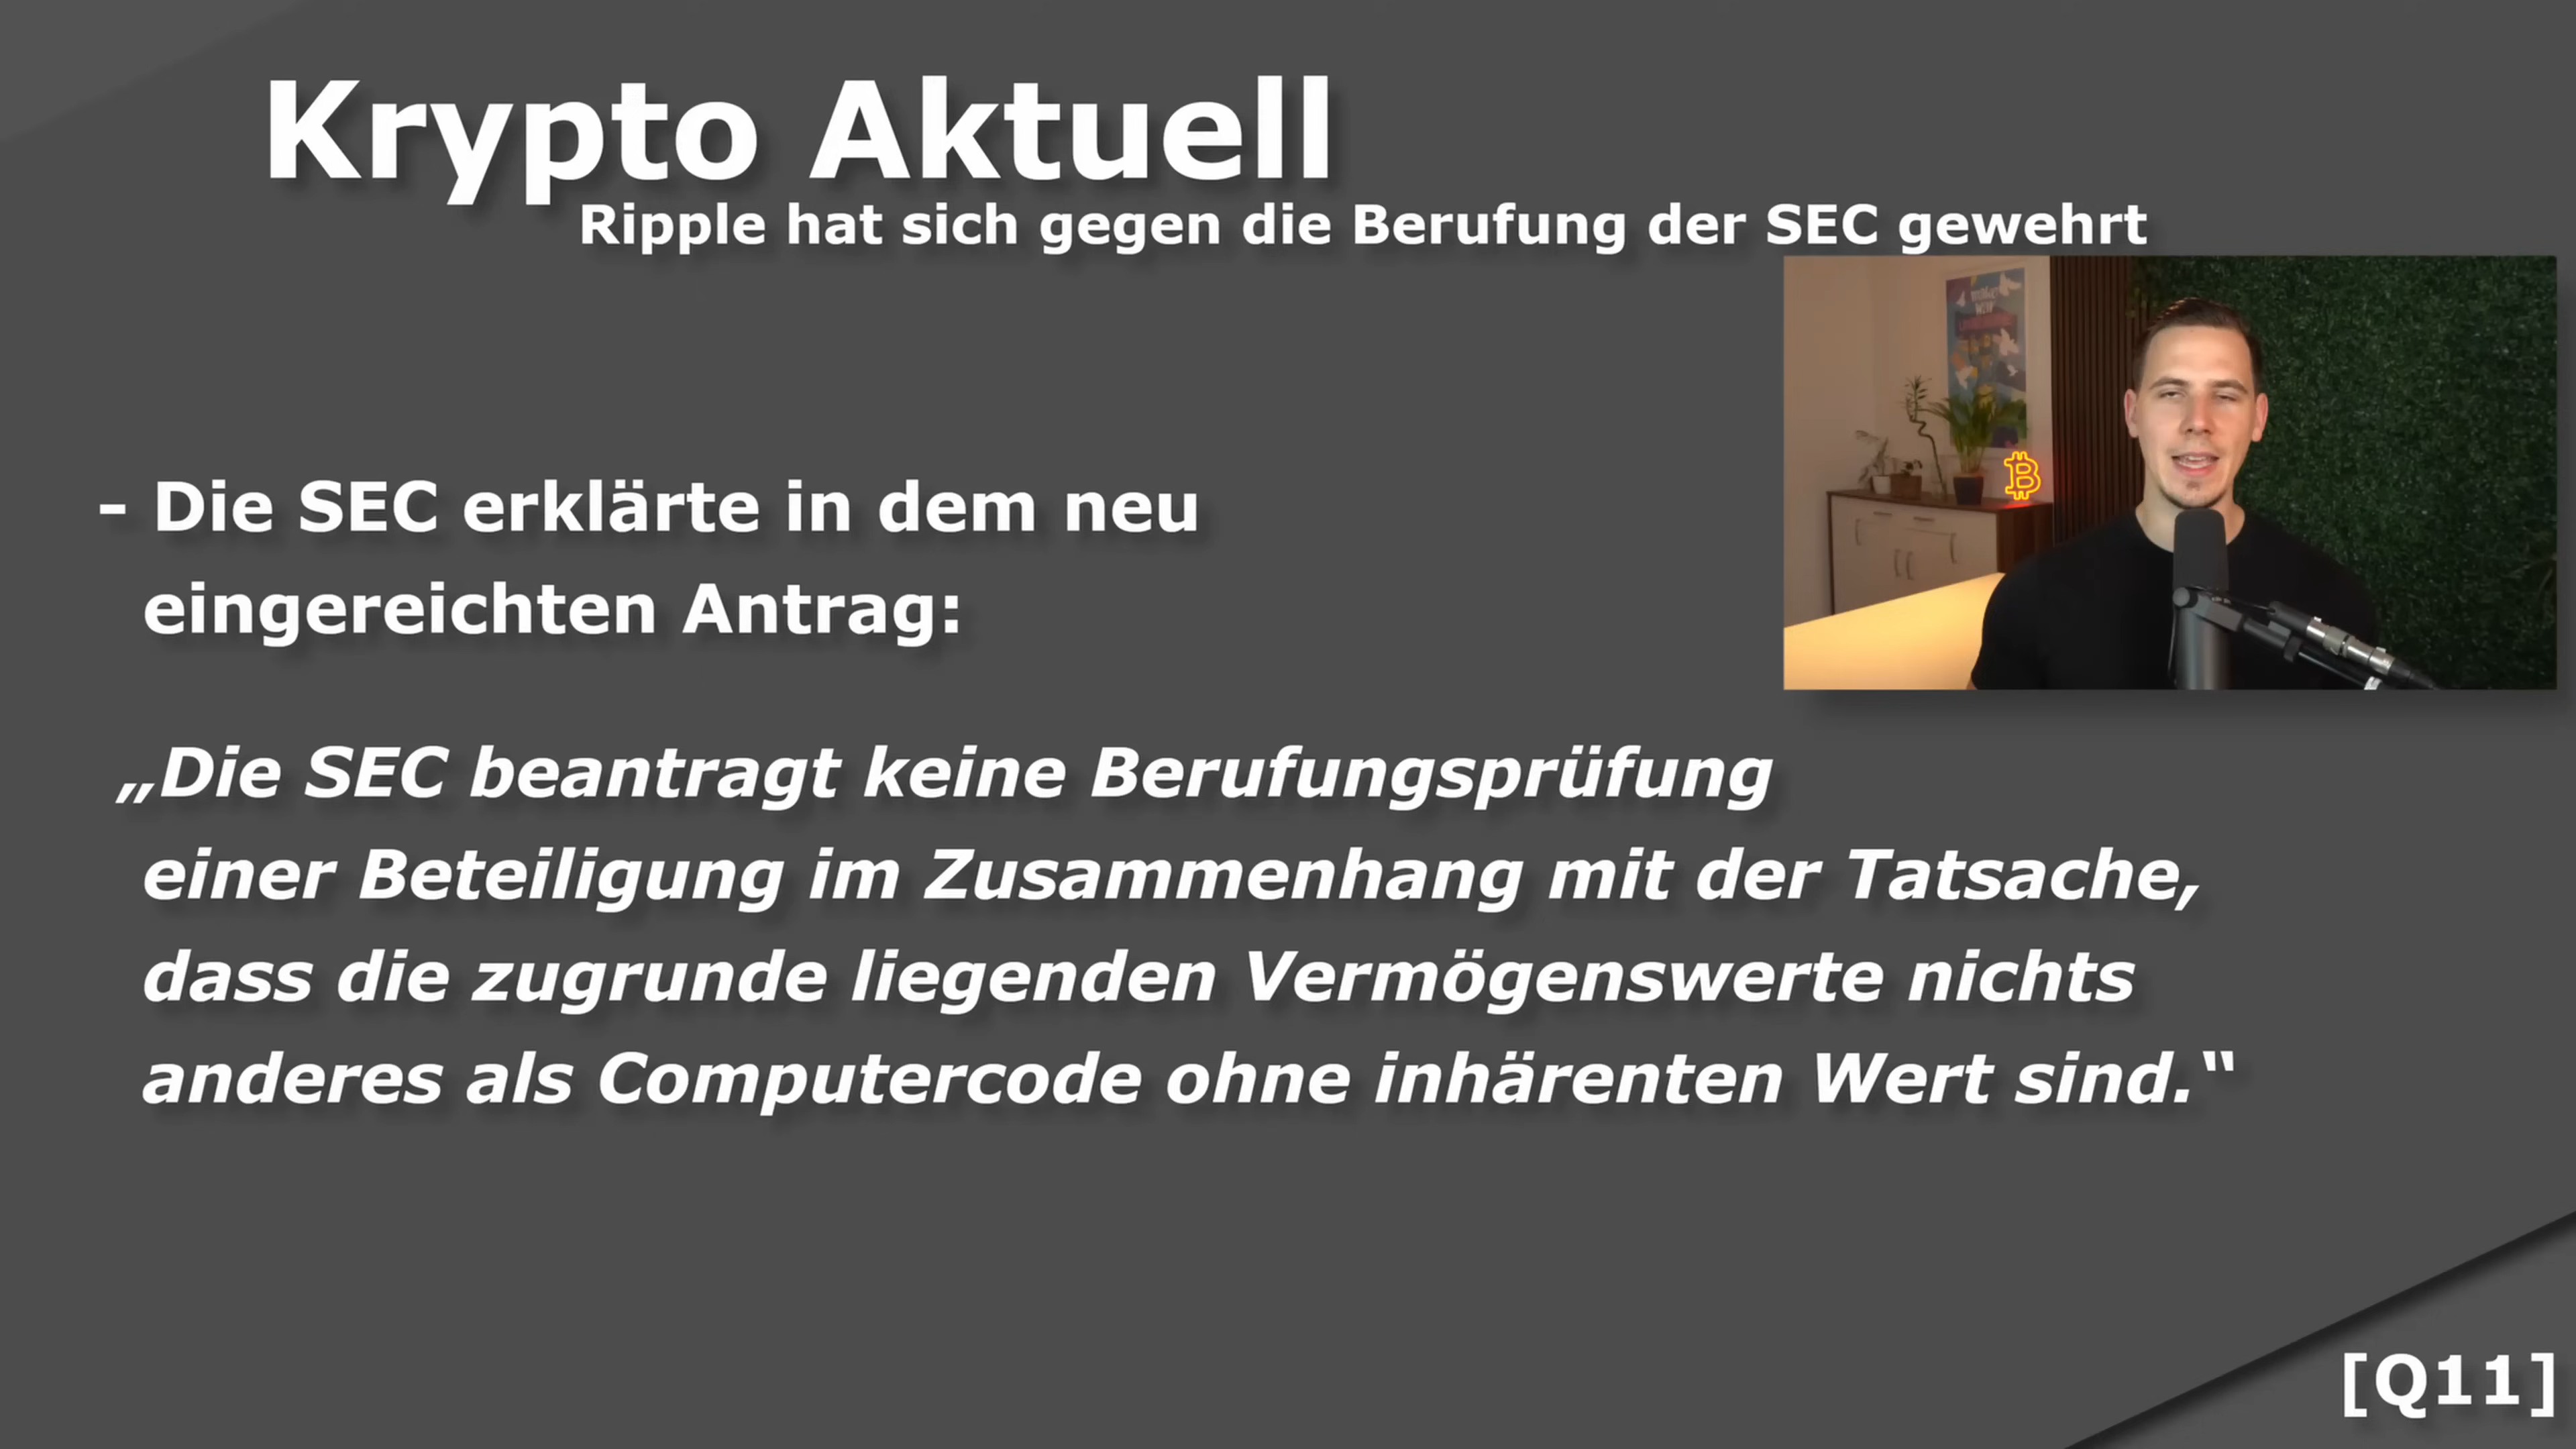 Krypto Aktuell
Ripple hat sich gegen die Berufung der SEC gewehrt
- Die SEC erklärte in dem neu
eingereichten Antrag:
„Die SEC beantragt keine Berufungsprüfung
einer Beteiligung im Zusammenhang mit der Tatsache,
dass die zugrunde liegenden Vermögenswerte nichts
anderes als Computercode ohne inhärenten Wert sind.“
[Q11]